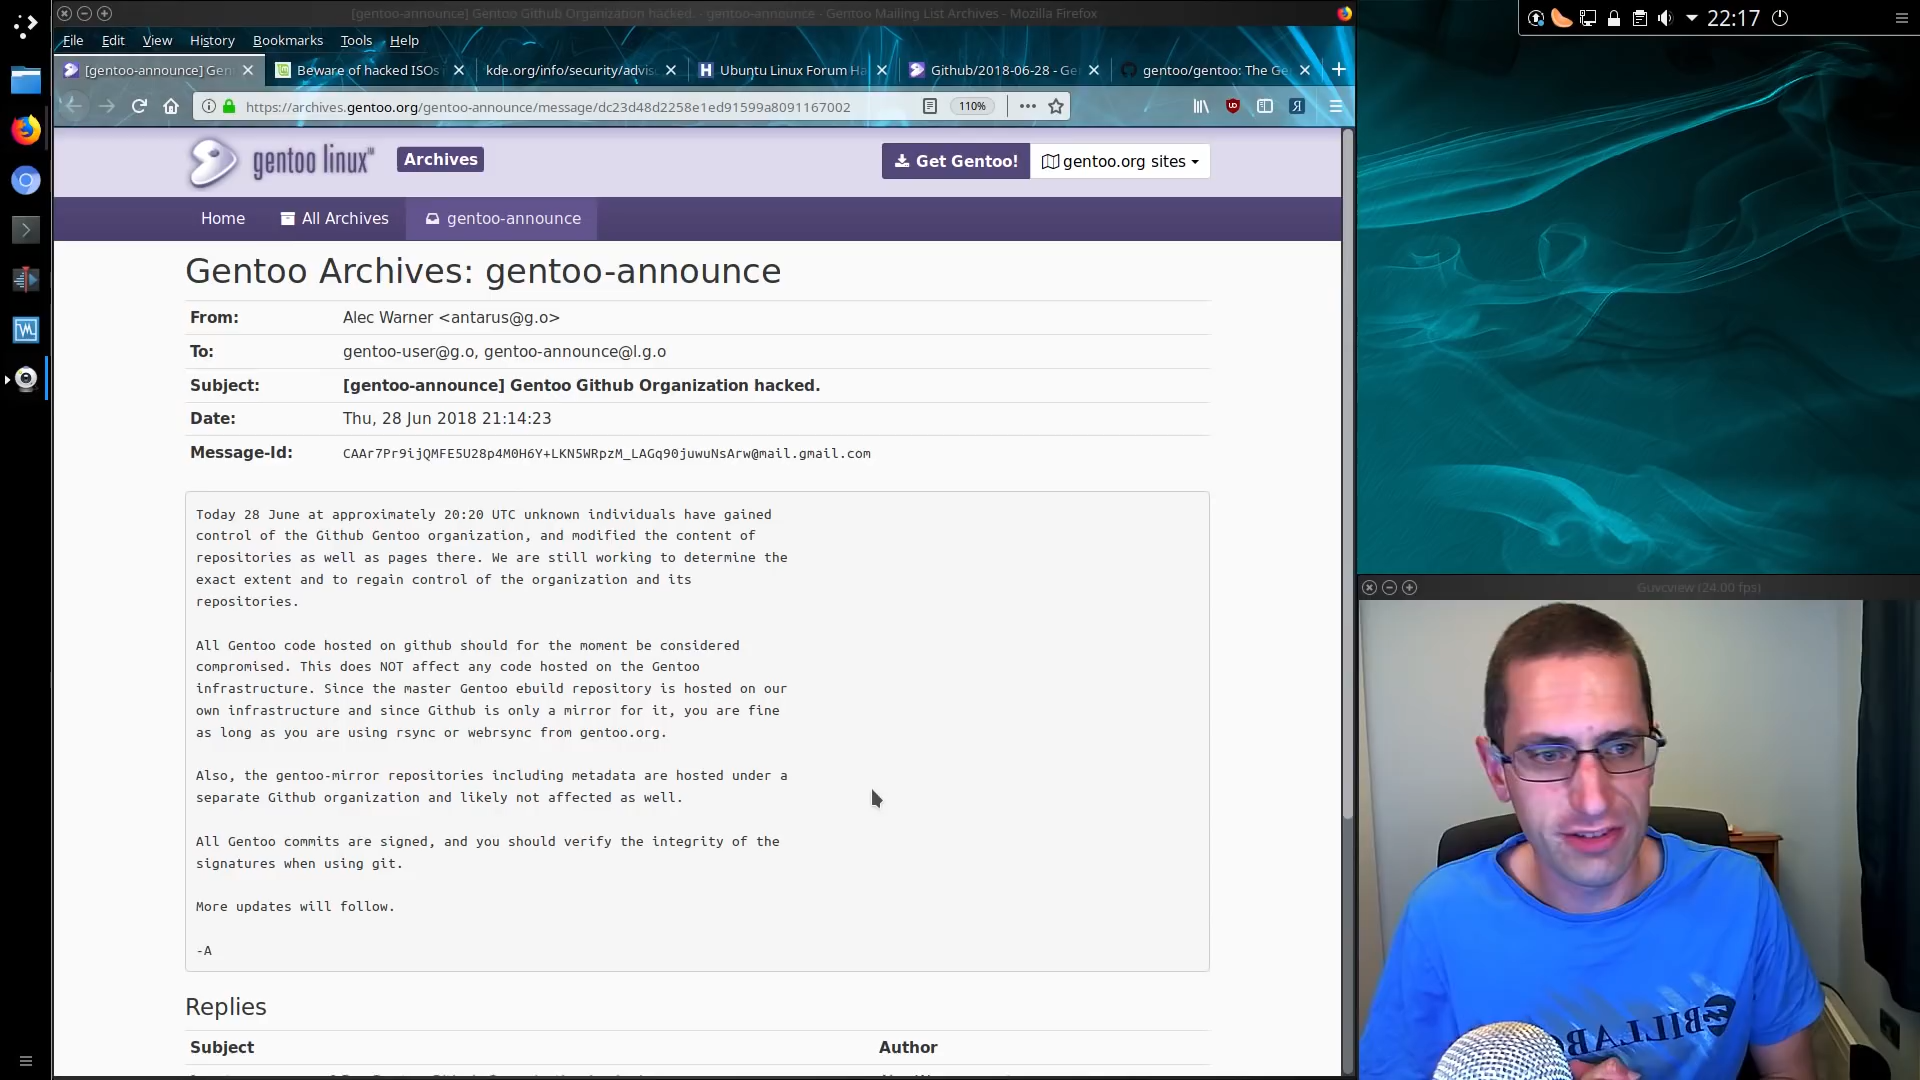 [gentoo-announce] Gentoo Github Organization hacked. - gentoo-announce - Gentoo Mailing List Archives - Mozilla Firefox
22:17
File Edit View History Bookmarks Tools Help
[gentoo-announce] Gen
Beware of hacked ISOs
kde.org/info/security/advis
Ubuntu Linux Forum Ha
Github/2018-06-28 - Ge
gentoo/gentoo: The Ge
https://archives.gentoo.org/gentoo-announce/message/dc23d48d2258e1ed91599a8091167002 110%
gentoo linux™ Archives Get Gentoo! gentoo.org sites
Home All Archives gentoo-announce
Gentoo Archives: gentoo-announce
From: Alec Warner <antarus@g.o>
To: gentoo-user@g.o, gentoo-announce@l.g.o
Subject: [gentoo-announce] Gentoo Github Organization hacked.
Date: Thu, 28 Jun 2018 21:14:23
Message-Id: CAAr7Pr9ijQMFE5U28p4M0H6Y+LKN5WRpzM_LAGq90juwuNsArw@mail.gmail.com
Today 28 June at approximately 20:20 UTC unknown individuals have gained
control of the Github Gentoo organization, and modified the content of
repositories as well as pages there. We are still working to determine the
exact extent and to regain control of the organization and its
repositories.
All Gentoo code hosted on github should for the moment be considered
compromised. This does NOT affect any code hosted on the Gentoo
infrastructure. Since the master Gentoo ebuild repository is hosted on our
own infrastructure and since Github is only a mirror for it, you are fine
as long as you are using rsync or webrsync from gentoo.org.
Also, the gentoo-mirror repositories including metadata are hosted under a
separate Github organization and likely not affected as well.
All Gentoo commits are signed, and you should verify the integrity of the
signatures when using git.
More updates will follow.
-A
Replies
Subject Author
Guvcview (24.00 fps)
BILLAB